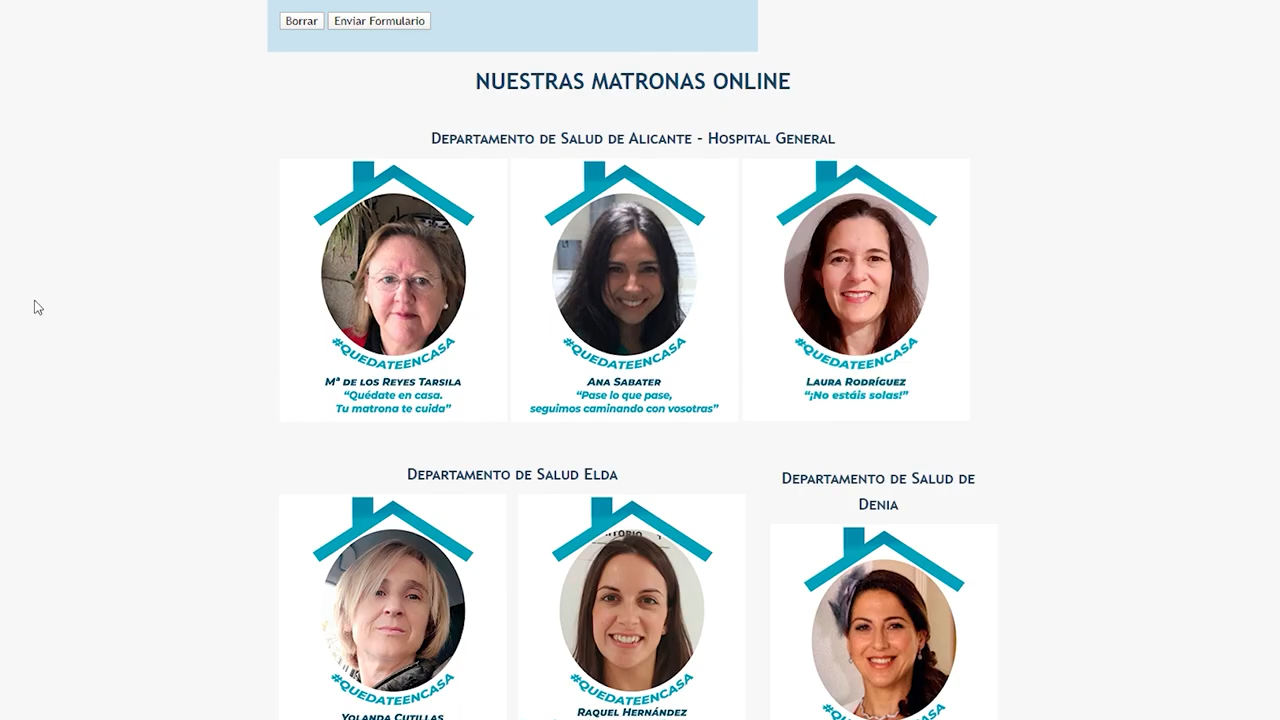 Borrar Enviar Formulario
NUESTRAS MATRONAS ONLINE
Departamento de Salud de Alicante - Hospital General
#QUEDATEENCASA
Mª de los Reyes Tarsila
“Quédate en casa.
Tu matrona te cuida”
#QUEDATEENCASA
Ana Sabater
“Pase lo que pase,
seguimos caminando con vosotras”
#QUEDATEENCASA
Laura Rodríguez
“¡No estáis solas!”
Departamento de Salud Elda
#QUEDATEENCASA
Yolanda Cutillas
#QUEDATEENCASA
Raquel Hernández
Departamento de Salud de
Denia
#QUEDATEENCASA